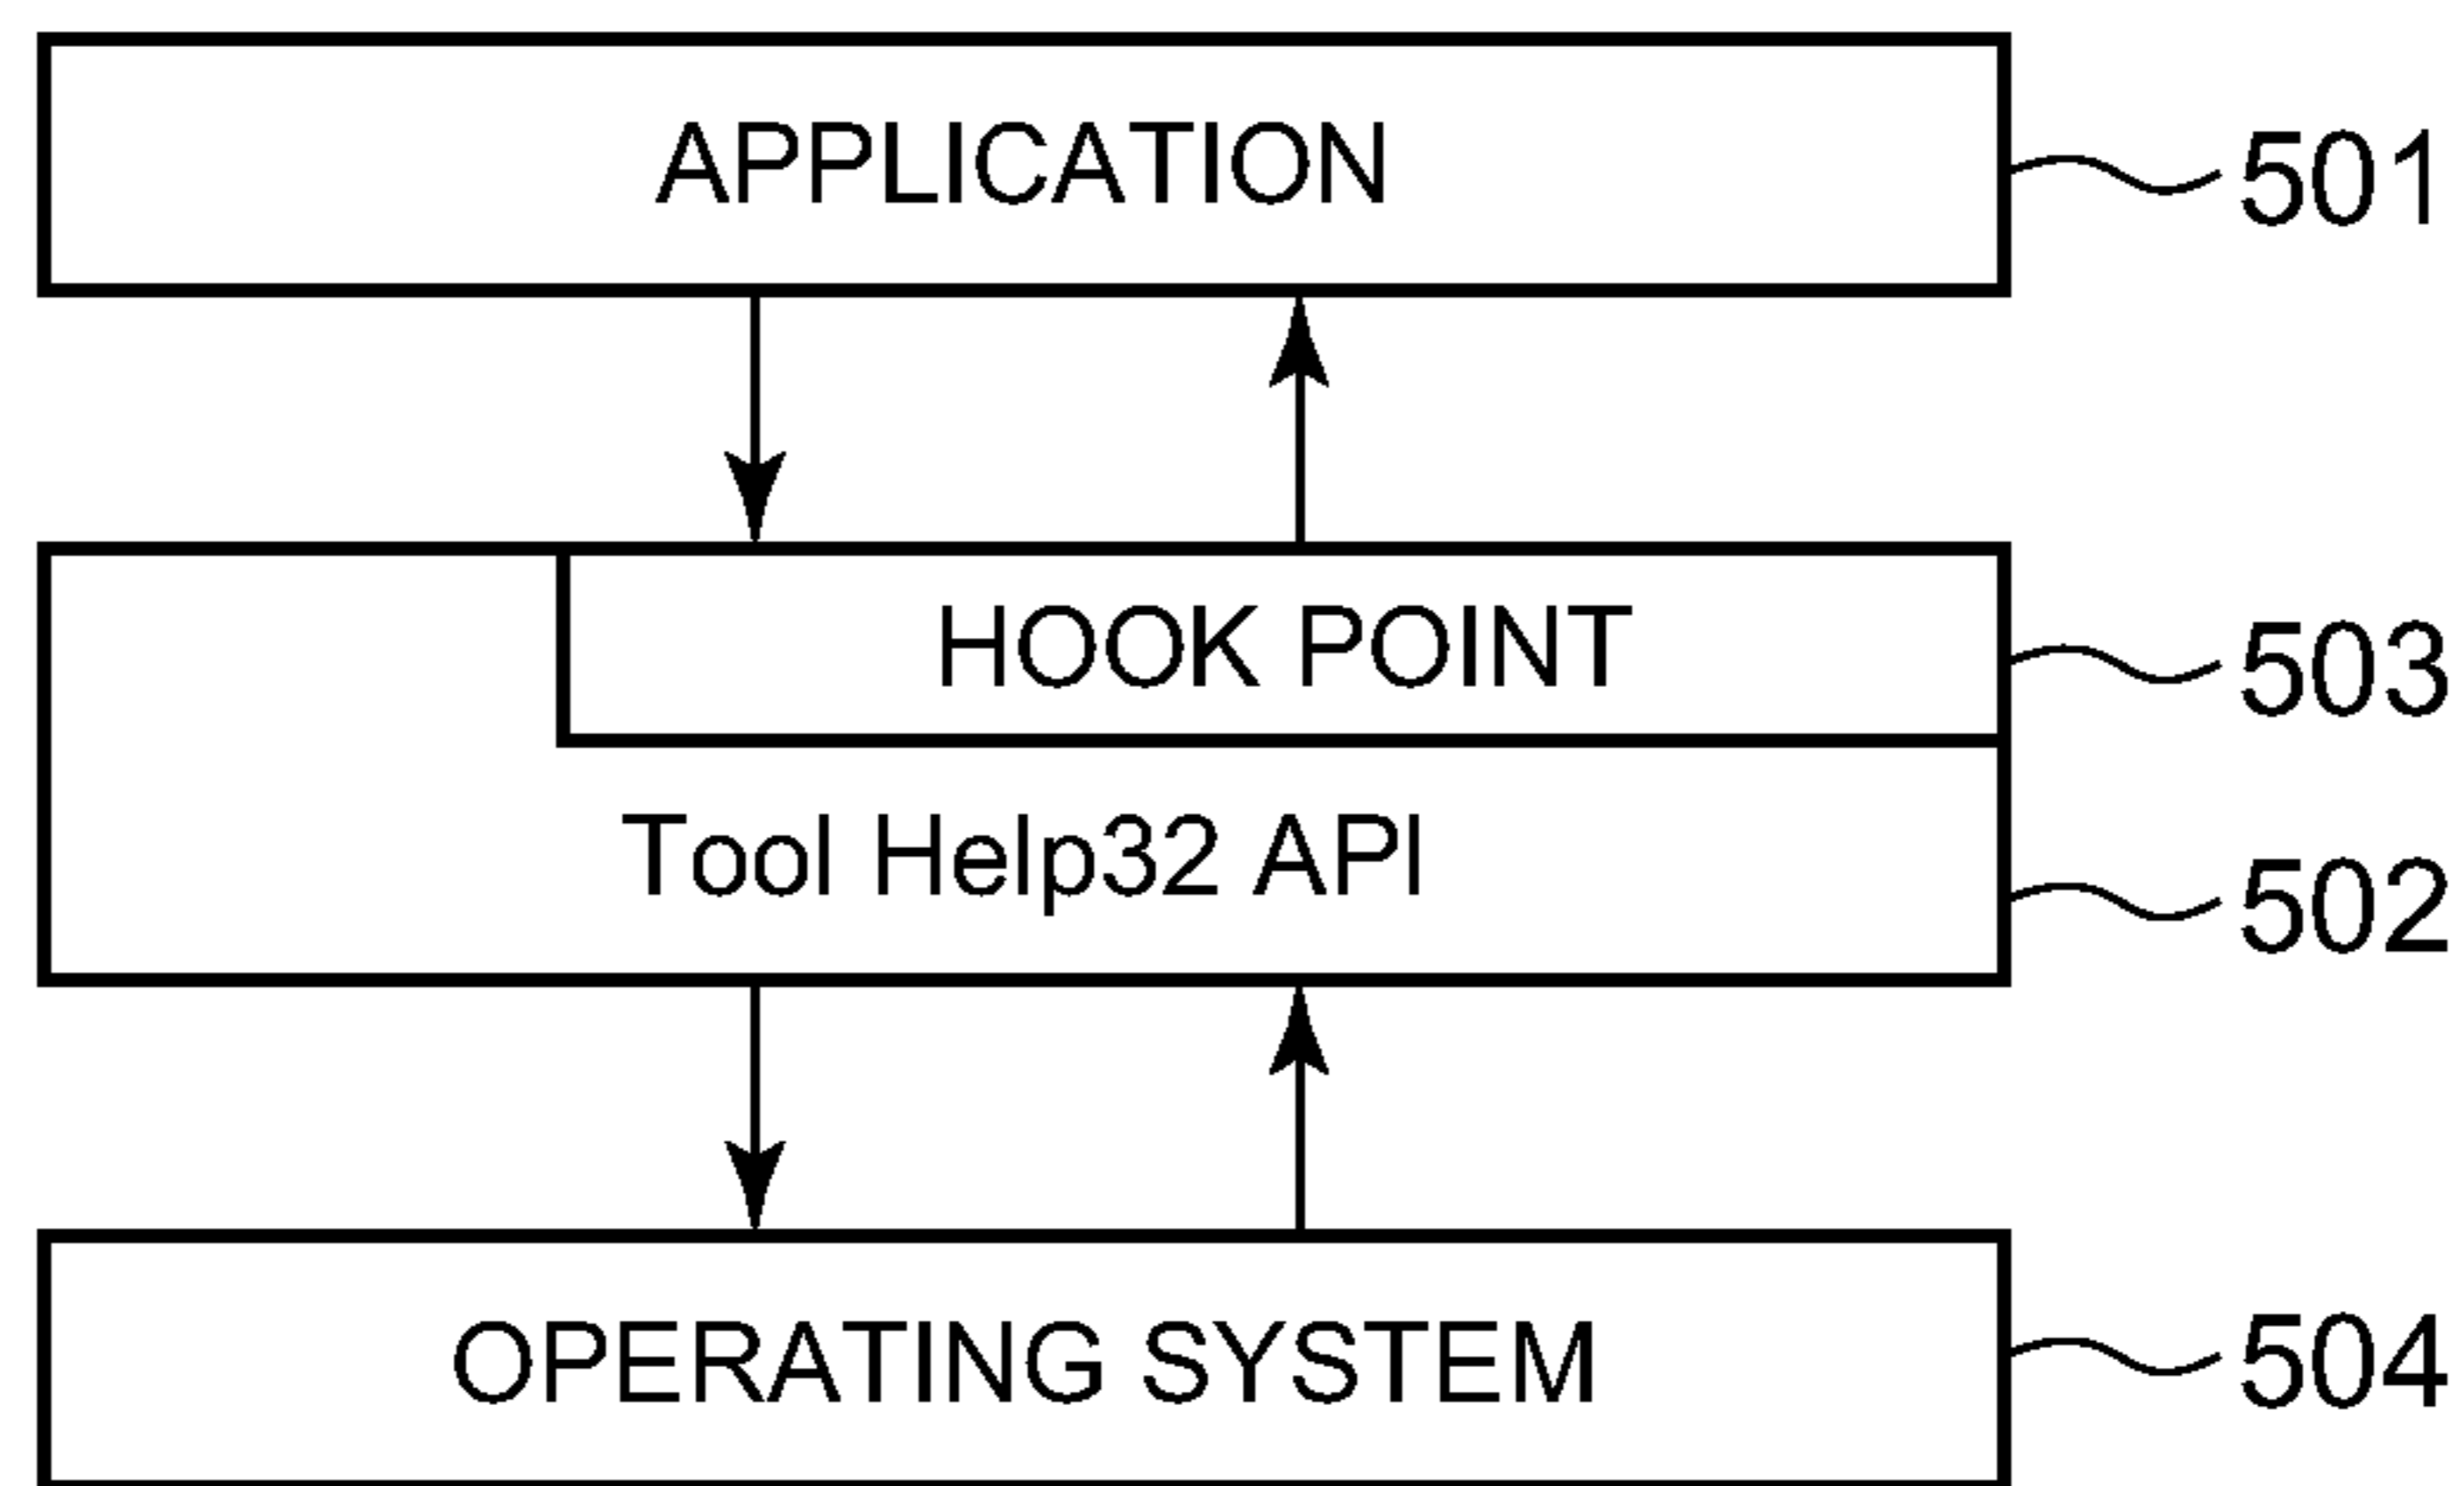 APPLICATION 501
HOOK POINT 503
Tool Help32 API 502
OPERATING SYSTEM 504